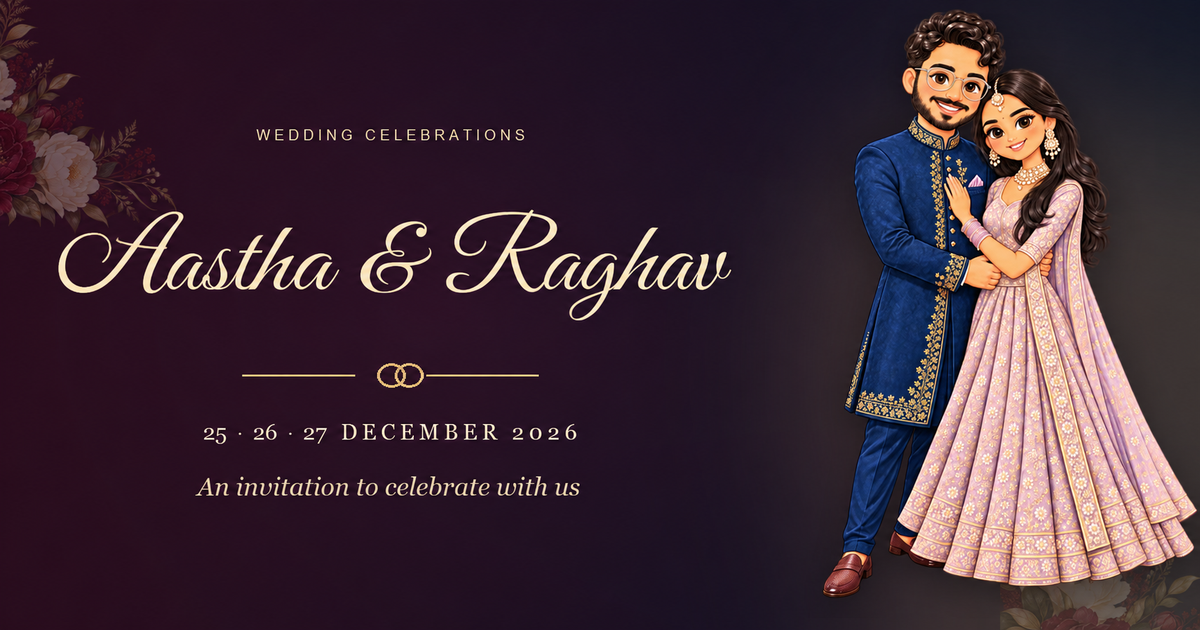 WEDDING CELEBRATIONS
Aastha & Raghav
25 · 26 · 27 DECEMBER 2026
An invitation to celebrate with us